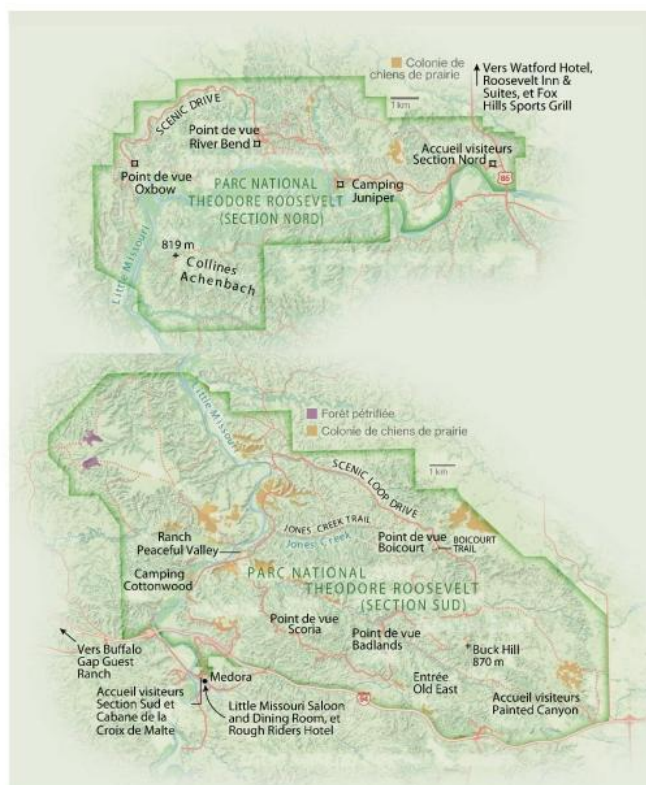 Colonie de
chiens de prairie
1 km
Vers Watford Hotel,
Roosevelt Inn &
Suites, et Fox
Hills Sports Grill
SCENIC DRIVE
Point de vue
River Bend
Accueil visiteurs
Section Nord
85
Point de vue
Oxbow
PARC NATIONAL
THEODORE ROOSEVELT
(SECTION NORD)
Camping
Juniper
Little Missouri
819 m
Collines
Achenbach
Little Missouri
Forêt pétrifiée
Colonie de chiens de prairie
1 km
SCENIC LOOP DRIVE
JONES CREEK TRAIL
Jones Creek
Ranch
Peaceful Valley
Point de vue
Boicourt
BOICOURT
TRAIL
Camping
Cottonwood
PARC NATIONAL
THEODORE ROOSEVELT
(SECTION SUD)
Point de vue
Scoria
Point de vue
Badlands
Buck Hill
870 m
Vers Buffalo
Gap Guest
Ranch
Medora
Entrée
Old East
Accueil visiteurs
Painted Canyon
Accueil visiteurs
Section Sud et
Cabane de la
Croix de Malte
Little Missouri Saloon
and Dining Room, et
Rough Riders Hotel
94